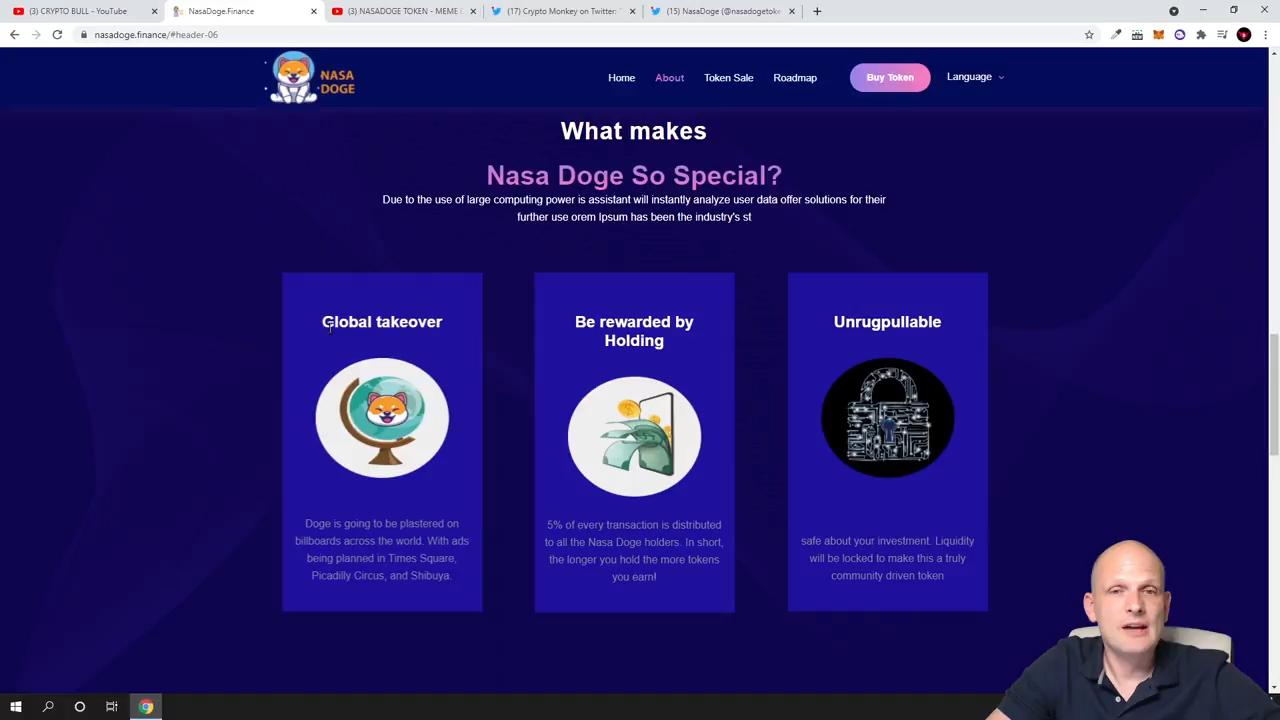 (3) CRYPTO BULL - YouTube
NasaDoge.Finance
(3) NASADOGE TOKEN - MEME C
(17) Crypto Monkey on Twitter: "
(15) NasaDoge (@nasadogetoke
nasadoge.finance/#header-06
NASA
DOGE
Home
About
Token Sale
Roadmap
Buy Token
Language
What makes
Nasa Doge So Special?
Due to the use of large computing power is assistant will instantly analyze user data offer solutions for their
further use orem Ipsum has been the industry's st
Global takeover
Doge is going to be plastered on
billboards across the world. With ads
being planned in Times Square,
Picadilly Circus, and Shibuya.
Be rewarded by
Holding
5% of every transaction is distributed
to all the Nasa Doge holders. In short,
the longer you hold the more tokens
you earn!
Unrugpullable
safe about your investment. Liquidity
will be locked to make this a truly
community driven token